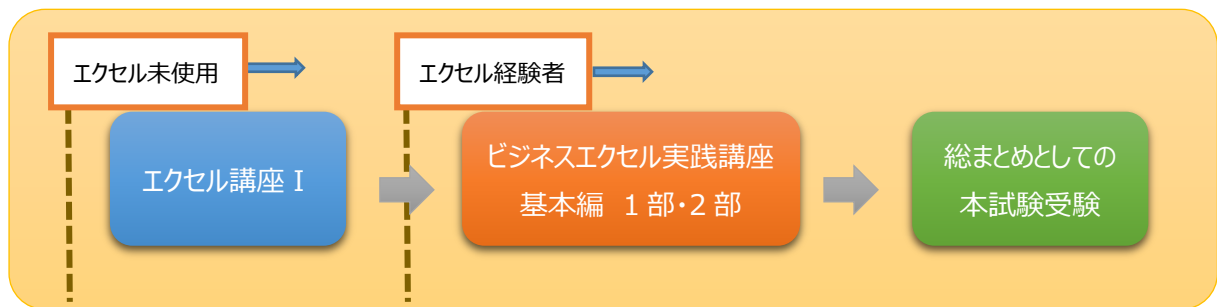 エクセル未使用
エクセル経験者
エクセル講座 Ⅰ
ビジネスエクセル実践講座
基本編 1部・2部
総まとめとしての
本試験受験